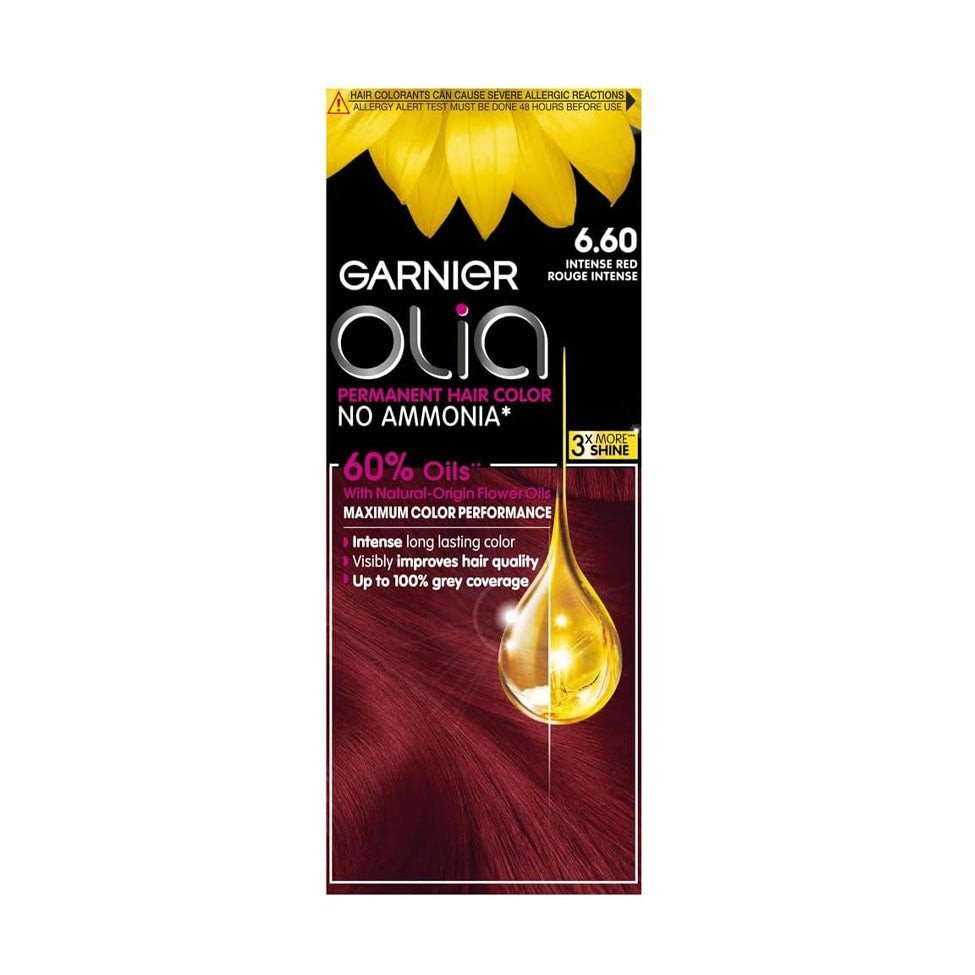 HAIR COLORANTS CAN CAUSE SEVERE ALLERGIC REACTIONS
ALLERGY ALERT TEST MUST BE DONE 48 HOURS BEFORE USE
6.60
INTENSE RED
ROUGE INTENSE
GARNIER
OLIA
PERMANENT HAIR COLOR
NO AMMONIA*
3X MORE***
SHINE
60% Oils**
With Natural-Origin Flower Oils
MAXIMUM COLOR PERFORMANCE
Intense long lasting color
Visibly improves hair quality
Up to 100% grey coverage